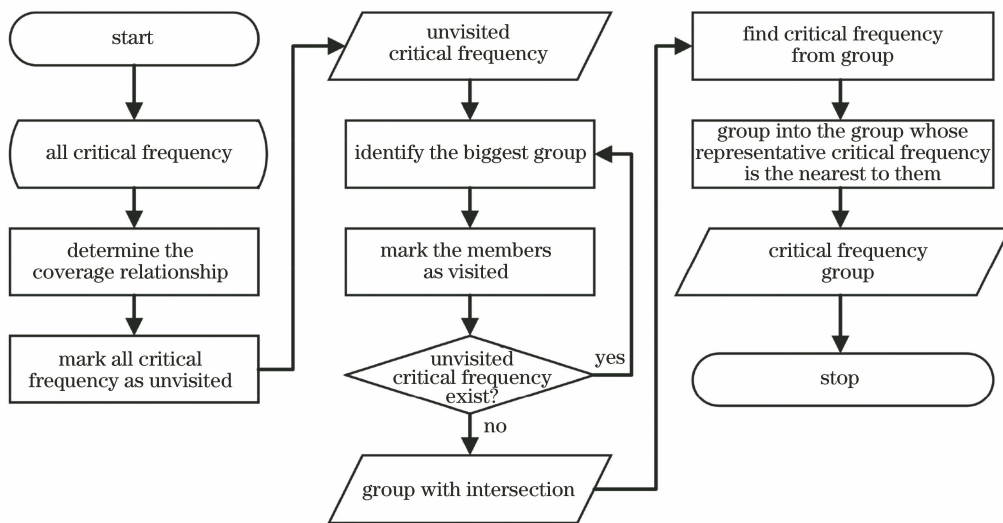 start
all critical frequency
determine the
coverage relationship
mark all critical
frequency as unvisited
unvisited
critical frequency
identify the biggest group
mark the members
as visited
unvisited
critical frequency
exist?
yes
no
group with intersection
find critical frequency
from group
group into the group whose
representative critical frequency
is the nearest to them
critical frequency
group
stop